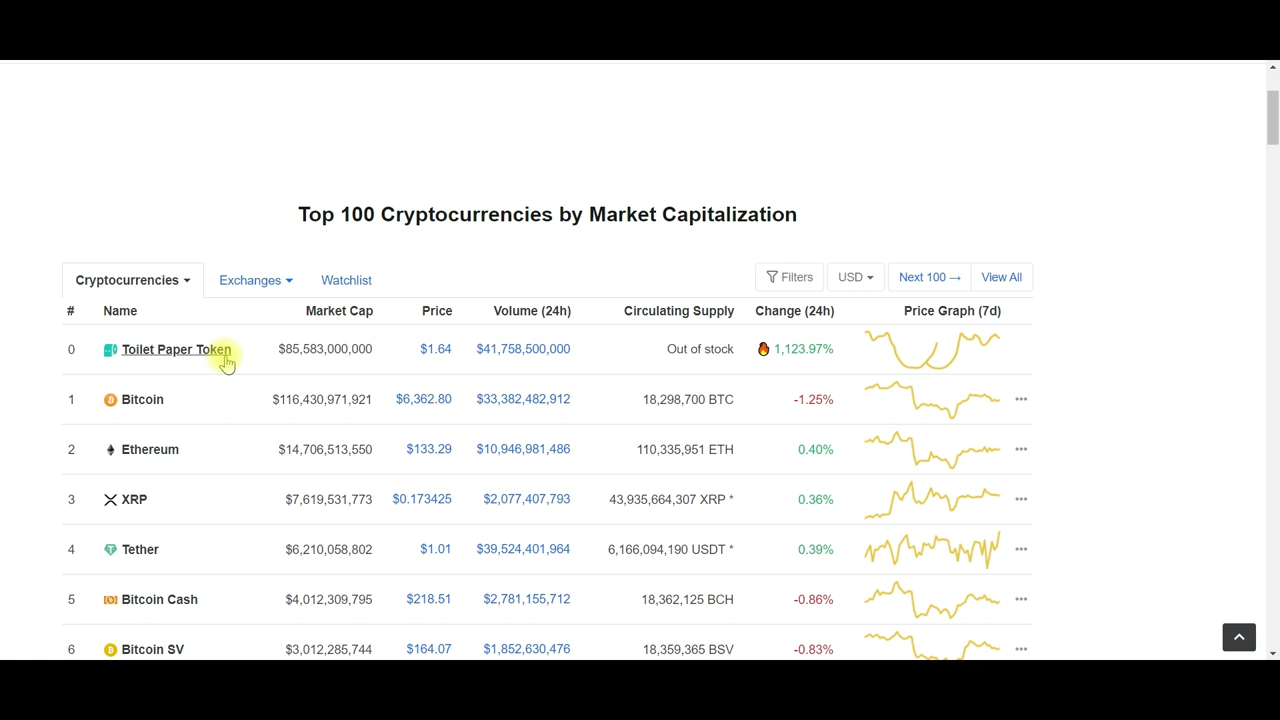 Top 100 Cryptocurrencies by Market Capitalization
Cryptocurrencies Exchanges Watchlist Filters USD Next 100 → View All
# Name Market Cap Price Volume (24h) Circulating Supply Change (24h) Price Graph (7d)
0 Toilet Paper Token $85,583,000,000 $1.64 $41,758,500,000 Out of stock 1,123.97%
1 Bitcoin $116,430,971,921 $6,362.80 $33,382,482,912 18,298,700 BTC -1.25%
2 Ethereum $14,706,513,550 $133.29 $10,946,981,486 110,335,951 ETH 0.40%
3 XRP $7,619,531,773 $0.173425 $2,077,407,793 43,935,664,307 XRP * 0.36%
4 Tether $6,210,058,802 $1.01 $39,524,401,964 6,166,094,190 USDT * 0.39%
5 Bitcoin Cash $4,012,309,795 $218.51 $2,781,155,712 18,362,125 BCH -0.86%
6 Bitcoin SV $3,012,285,744 $164.07 $1,852,630,476 18,359,365 BSV -0.83%